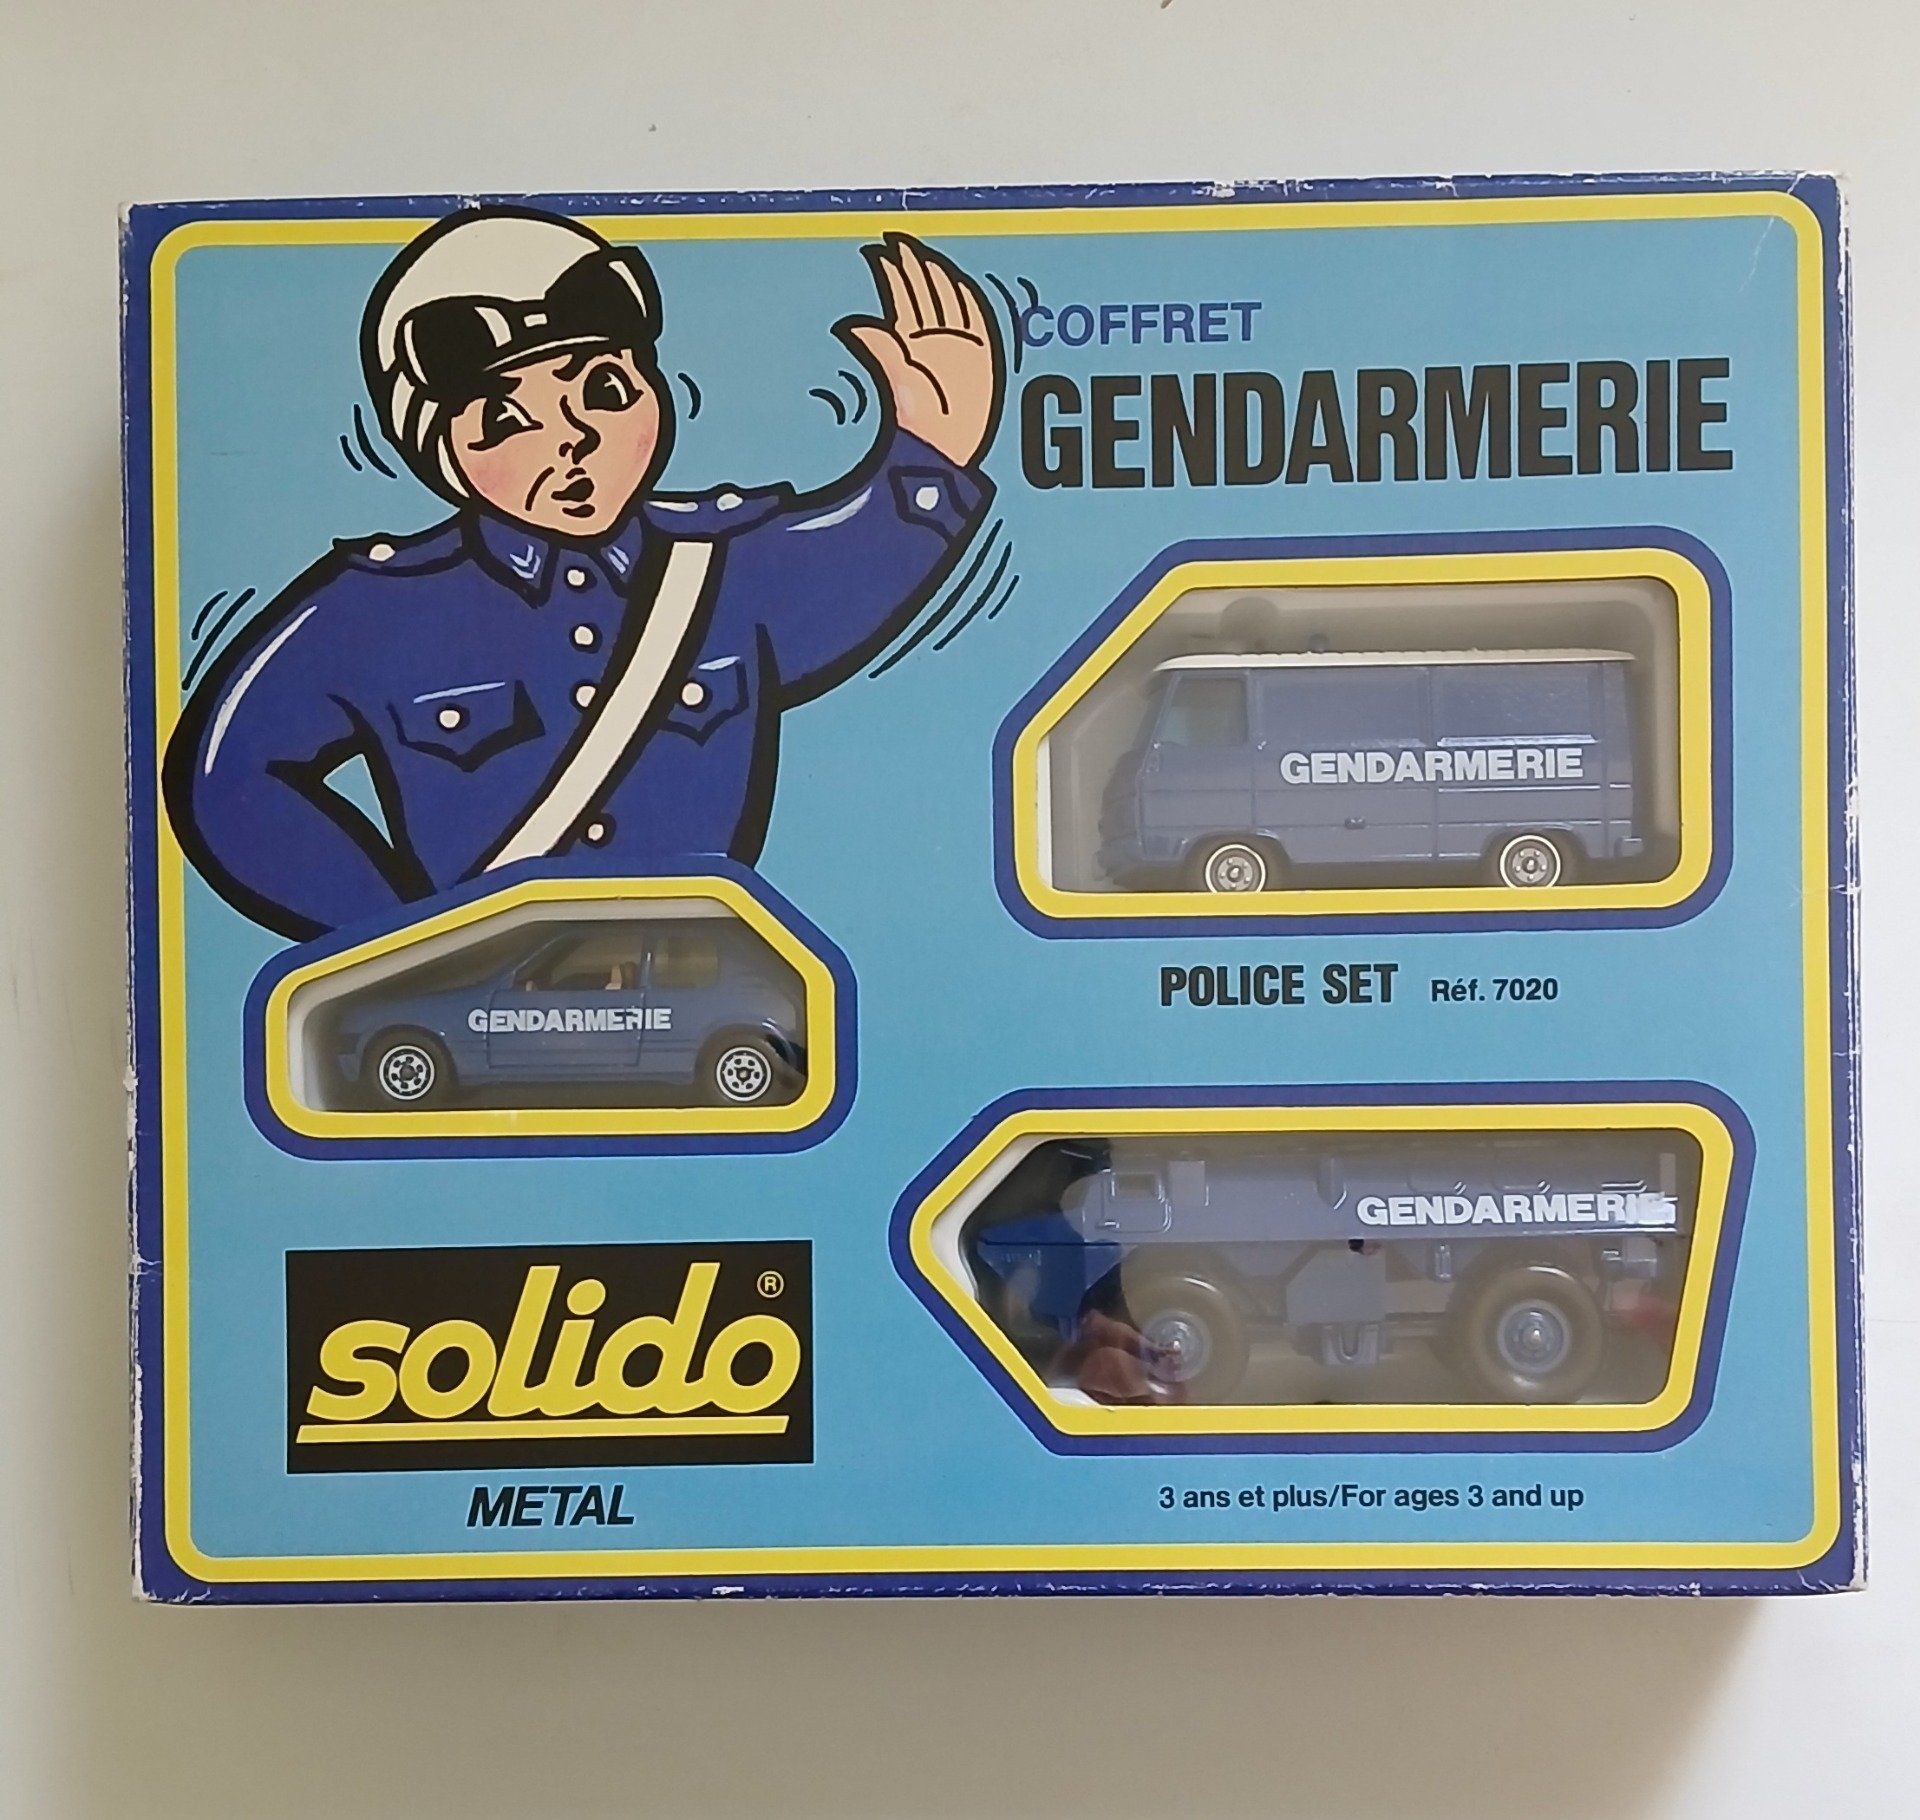 COFFRET
GENDARMERIE
GENDARMERIE
POLICE SET Réf. 7020
GENDARMERIE
GENDARMERIE
solido®
METAL
3 ans et plus/For ages 3 and up